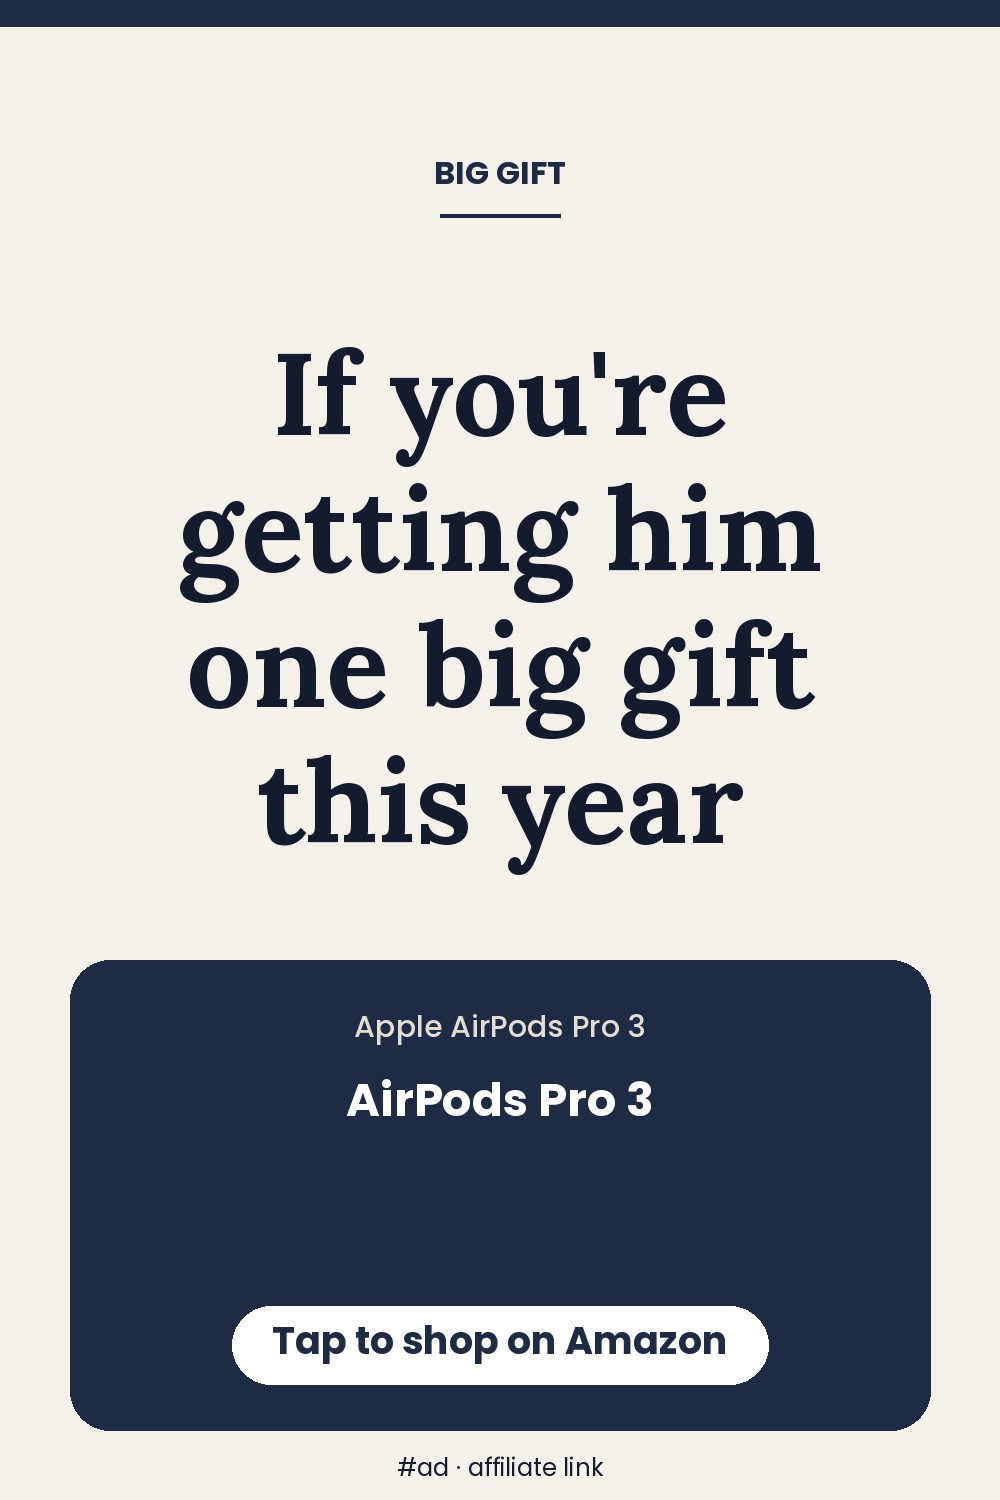 BIG GIFT
If you're
getting him
one big gift
this year
Apple AirPods Pro 3
AirPods Pro 3
Tap to shop on Amazon
#ad · affiliate link